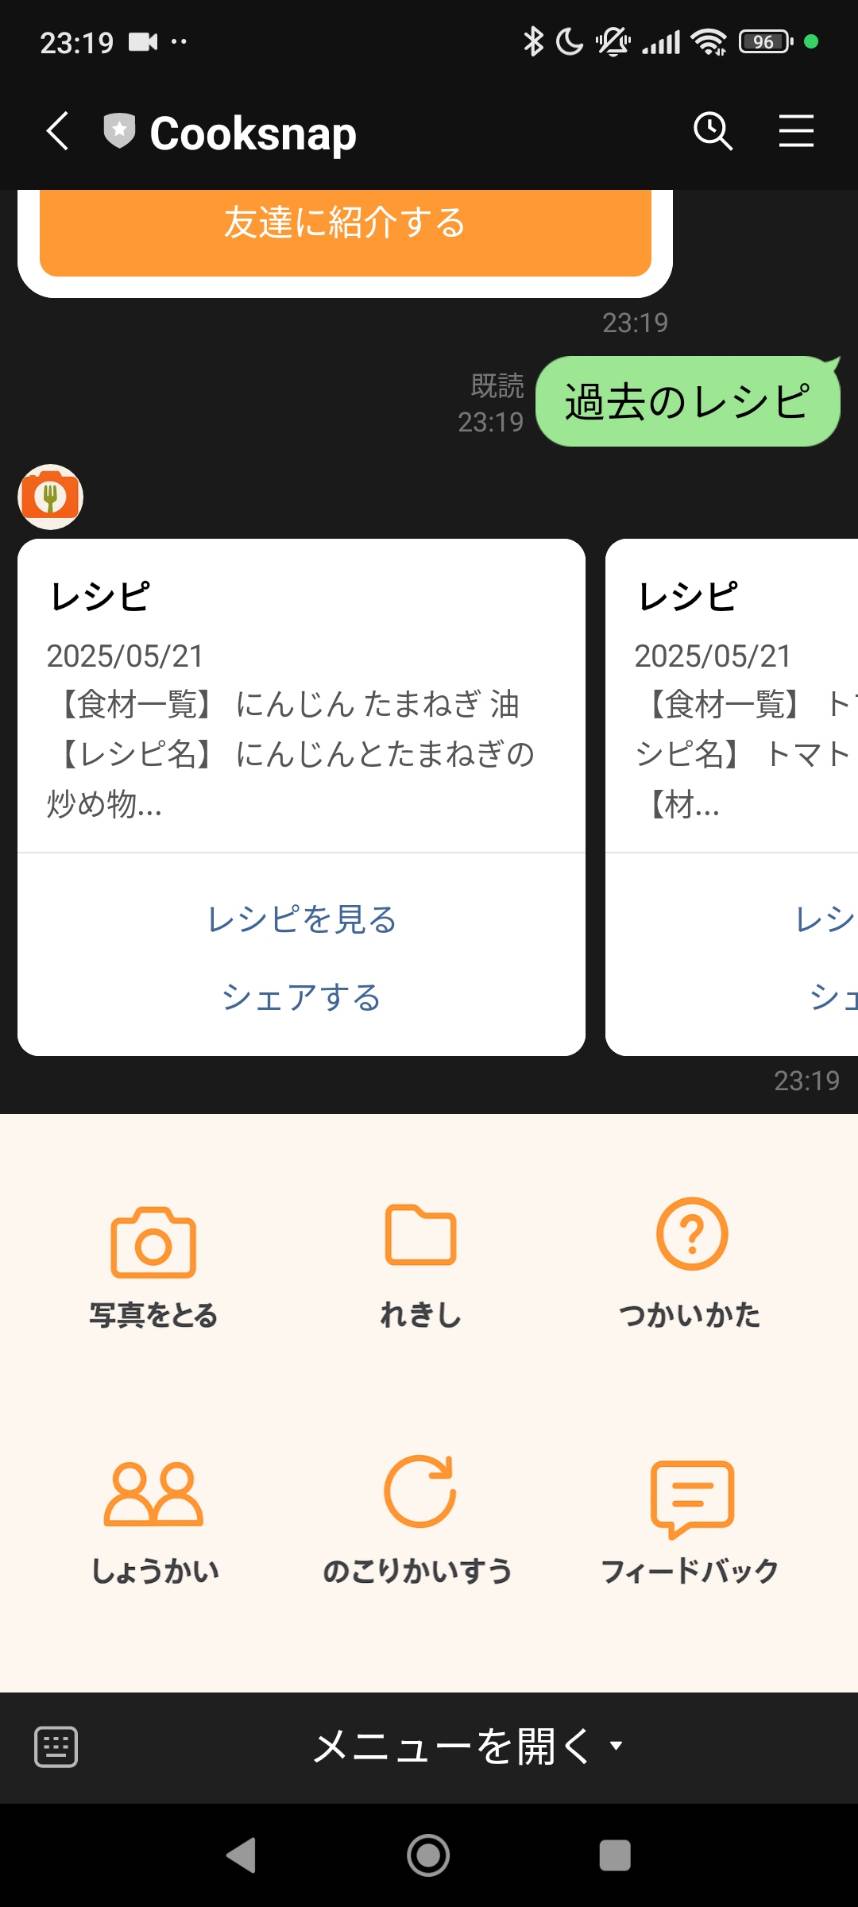 23:19
96
Cooksnap
友達に紹介する
23:19
既読
23:19
過去のレシピ
レシピ
2025/05/21
【食材一覧】 にんじん たまねぎ 油
【レシピ名】 にんじんとたまねぎの
炒め物...
レシピを見る
シェアする
レシピ
2025/05/21
【食材一覧】 ト
シピ名】 トマト
【材...
レシ
シェ
23:19
写真をとる
れきし
つかいかた
しょうかい
のこりかいすう
フィードバック
メニューを開く